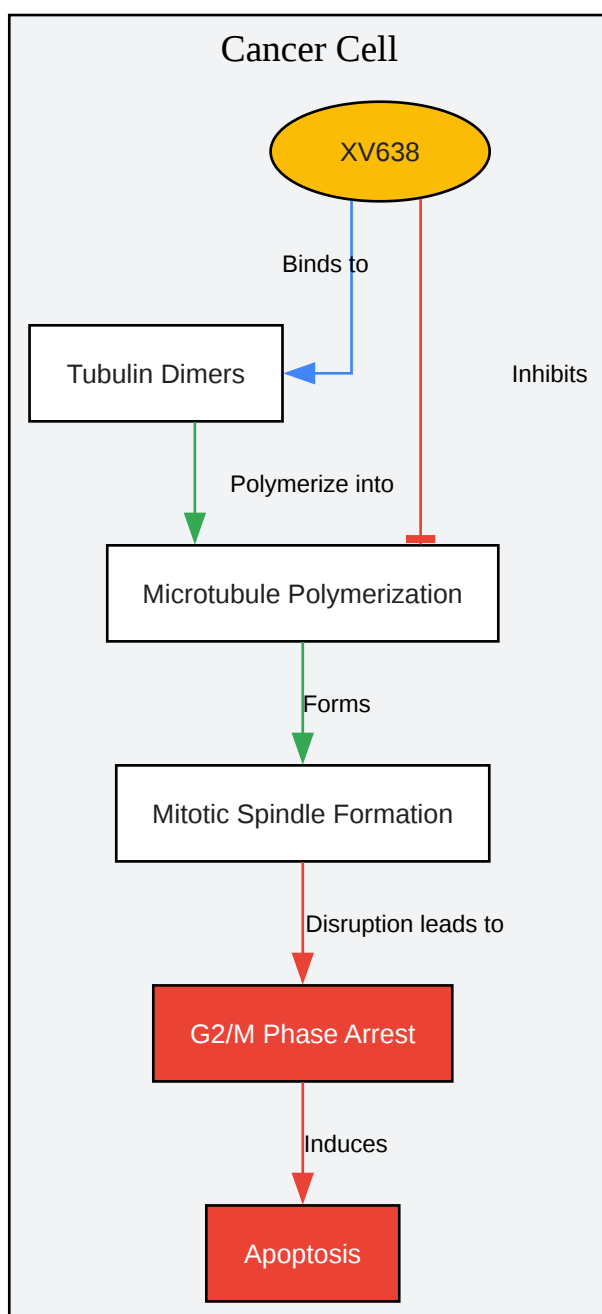 Cancer Cell
XV638
Binds to
Tubulin Dimers
Inhibits
Polymerize into
Microtubule Polymerization
Forms
Mitotic Spindle Formation
Disruption leads to
G2/M Phase Arrest
Induces
Apoptosis